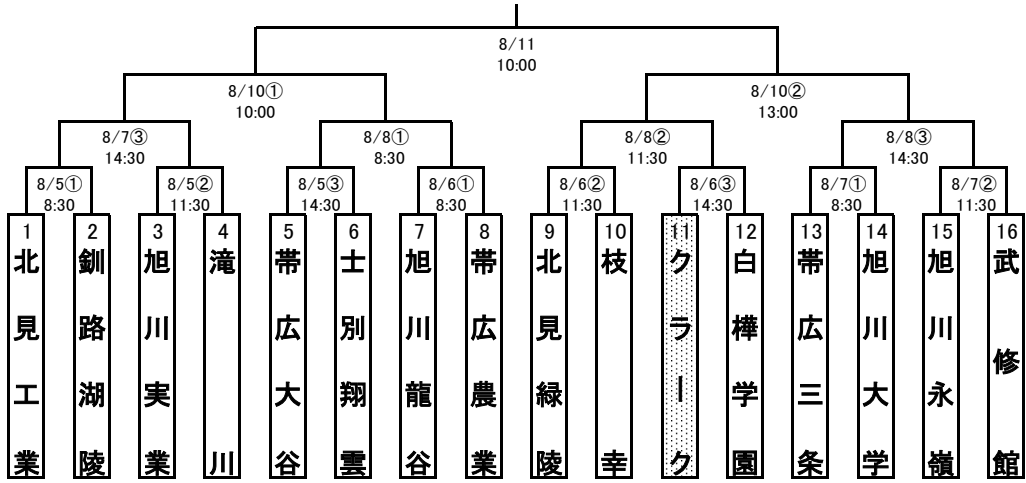 8/11
10:00
8/10①
10:00
8/10②
13:00
8/7③
14:30
8/8①
8:30
8/8②
11:30
8/8③
14:30
8/5①
8:30
8/5②
11:30
8/5③
14:30
8/6①
8:30
8/6②
11:30
8/6③
14:30
8/7①
8:30
8/7②
11:30
1
北見工業
2
釧路湖陵
3
旭川実業
4
滝川
5
帯広大谷
6
士別翔雲
7
旭川龍谷
8
帯広農業
9
北見緑陵
10
枝幸
11
クラーク
12
白樺学園
13
帯広三条
14
旭川大学
15
旭川永嶺
16
武修館